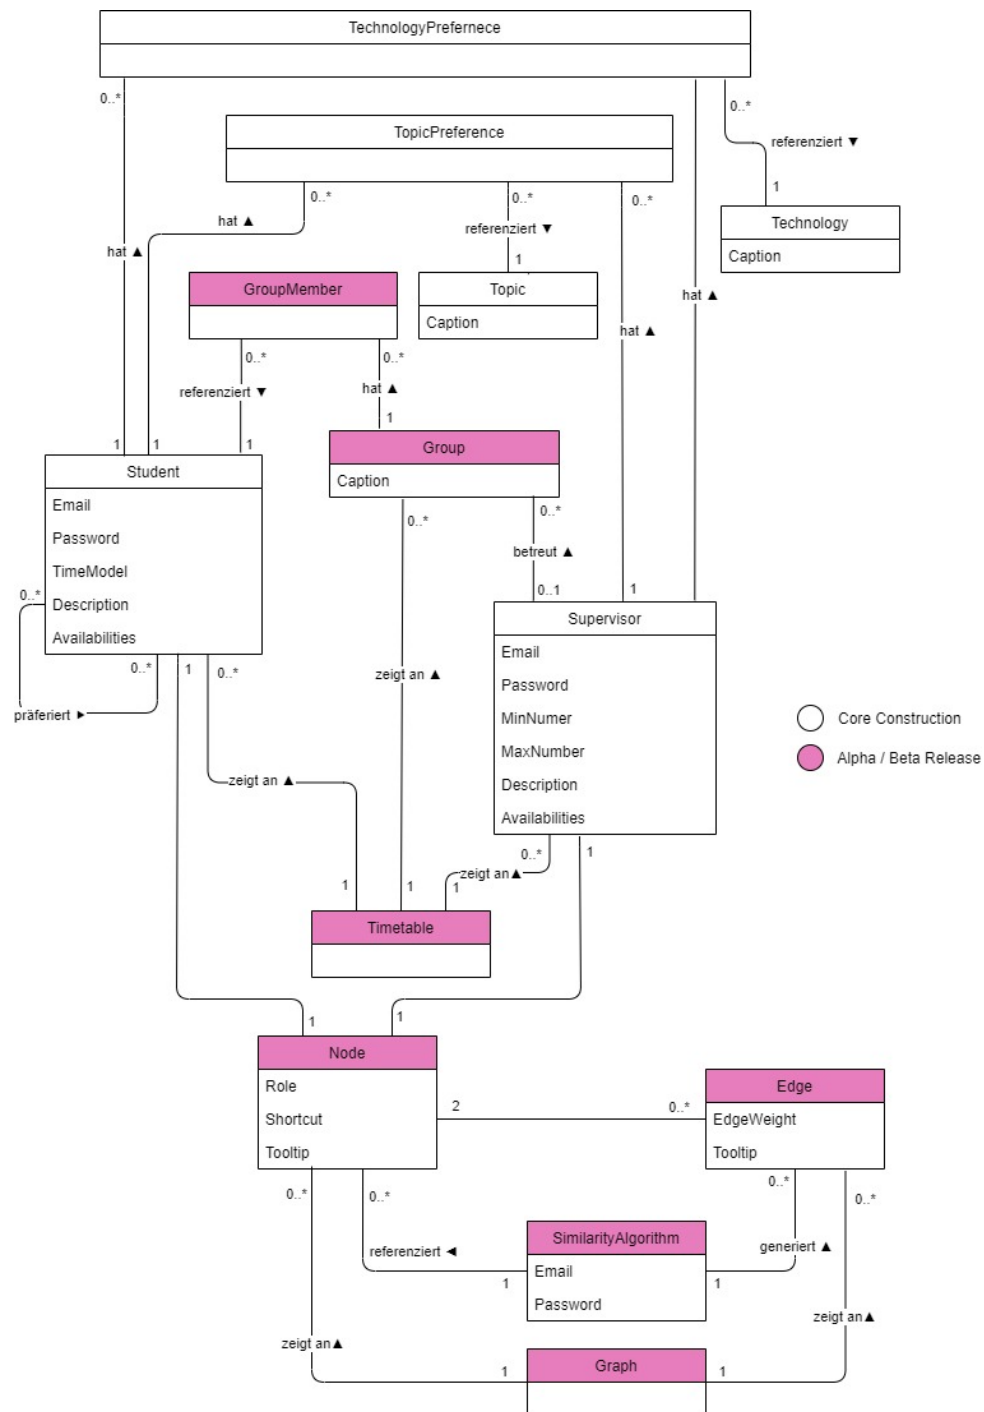 TechnologyPrefernece
0..*
0..*
TopicPreference
referenziert ▼
0..*
0..*
0..*
1
hat ▲
referenziert ▼
Technology
hat ▲
1
Caption
GroupMember
Topic
hat ▲
Caption
hat ▲
0..*
0..*
referenziert ▼
hat ▲
1
1
1
1
Group
Student
Caption
Email
0..*
0..*
Password
betreut ▲
TimeModel
0..*
0..1
1
Description
Supervisor
Availabilities
Email
0..*
1
0..*
zeigt an ▲
Password
präferiert ►
MinNumer
Core Construction
MaxNumber
Alpha / Beta Release
zeigt an ▲
Description
Availabilities
0..*
1
zeigt an▲
1
1
1
Timetable
1
1
Node
Role
Edge
2
0..*
Shortcut
EdgeWeight
Tooltip
Tooltip
0..*
0..*
0..*
0..*
SimilarityAlgorithm
referenziert ◄
generiert ▲
Email
1
1
Password
zeigt an▲
zeigt an▲
Graph
1
1